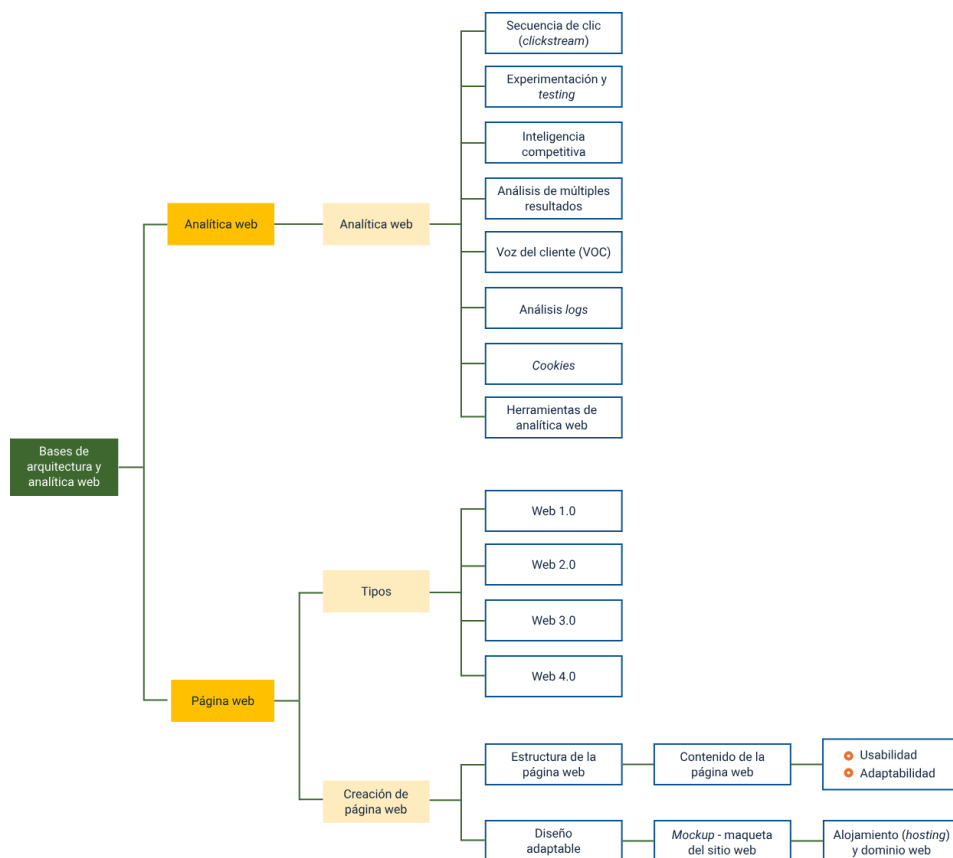 Secuencia de clic
(clickstream)
Experimentación y
testing
Inteligencia
competitiva
Análisis de múltiples
resultados
Analítica web
Analítica web
Voz del cliente (VOC)
Análisis logs
Cookies
Herramientas de
analítica web
Bases de
arquitectura y
analítica web
Web 1.0
Web 2.0
Tipos
Web 3.0
Web 4.0
Página web
Estructura de la
página web
Contenido de la
página web
Usabilidad
Adaptabilidad
Creación de
página web
Diseño
adaptable
Mockup - maqueta
del sitio web
Alojamiento (hosting)
y dominio web